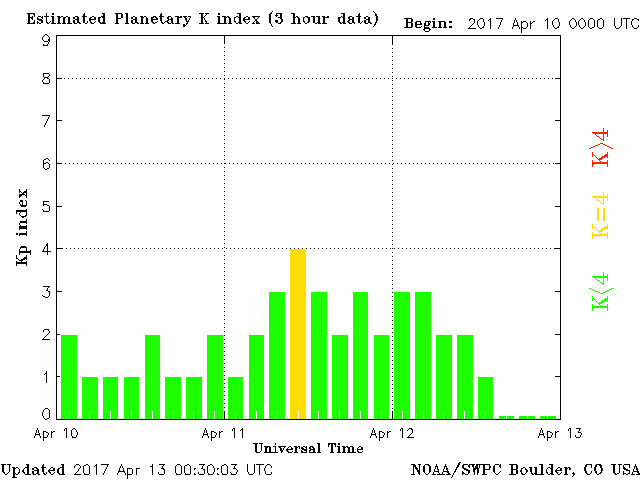 Estimated Planetary K index (3 hour data) Begin: 2017 Apr 10 0000 UTC
9
8
7
6
5
4
3
2
1
0
Kp index
K>4
K=4
K<4
Apr 10 Apr 11 Apr 12 Apr 13
Universal Time
Updated 2017 Apr 13 00:30:03 UTC NOAA/SWPC Boulder, CO USA